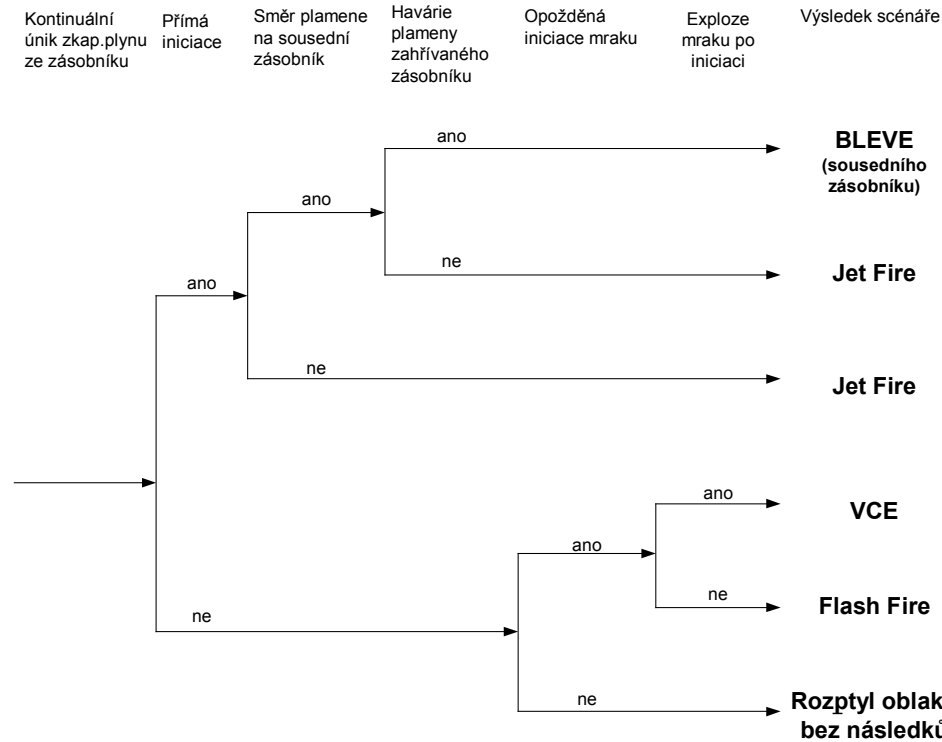 Kontinuální
únik zkap.plynu
ze zásobníku
Přímá
iniciace
Směr plamene
na sousední
zásobník
Havárie
plameny
zahřívaného
zásobníku
Opožděná
iniciace mraku
Exploze
mraku po
iniciaci
Výsledek scénáře
ano
BLEVE
(sousedního
zásobníku)
ano
ne
Jet Fire
ano
ne
Jet Fire
ano
VCE
ano
ne
Flash Fire
ne
ne
Rozptyl oblak
bez následků